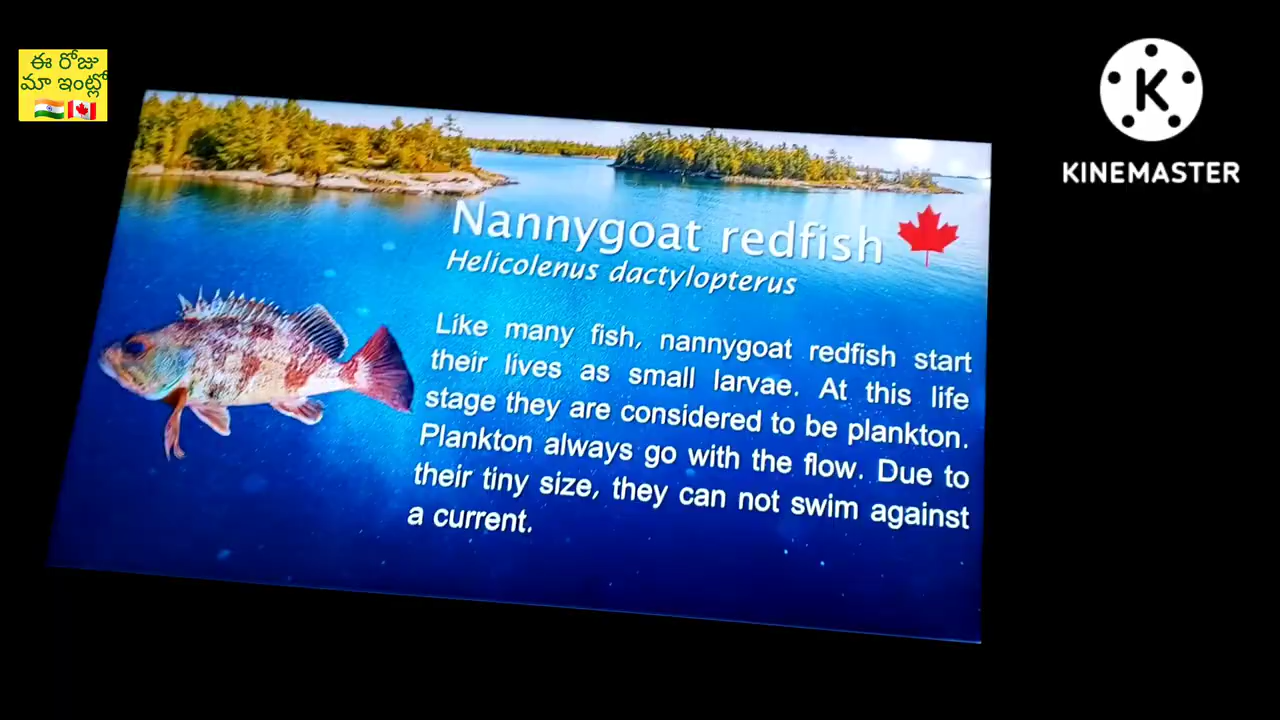 ఈ రోజు
మా ఇంట్లో
K
KINEMASTER
Nannygoat redfish
Helicolenus dactylopterus
Like many fish, nannygoat redfish start
their lives as small larvae. At this life
stage they are considered to be plankton.
Plankton always go with the flow. Due to
their tiny size, they can not swim against
a current.